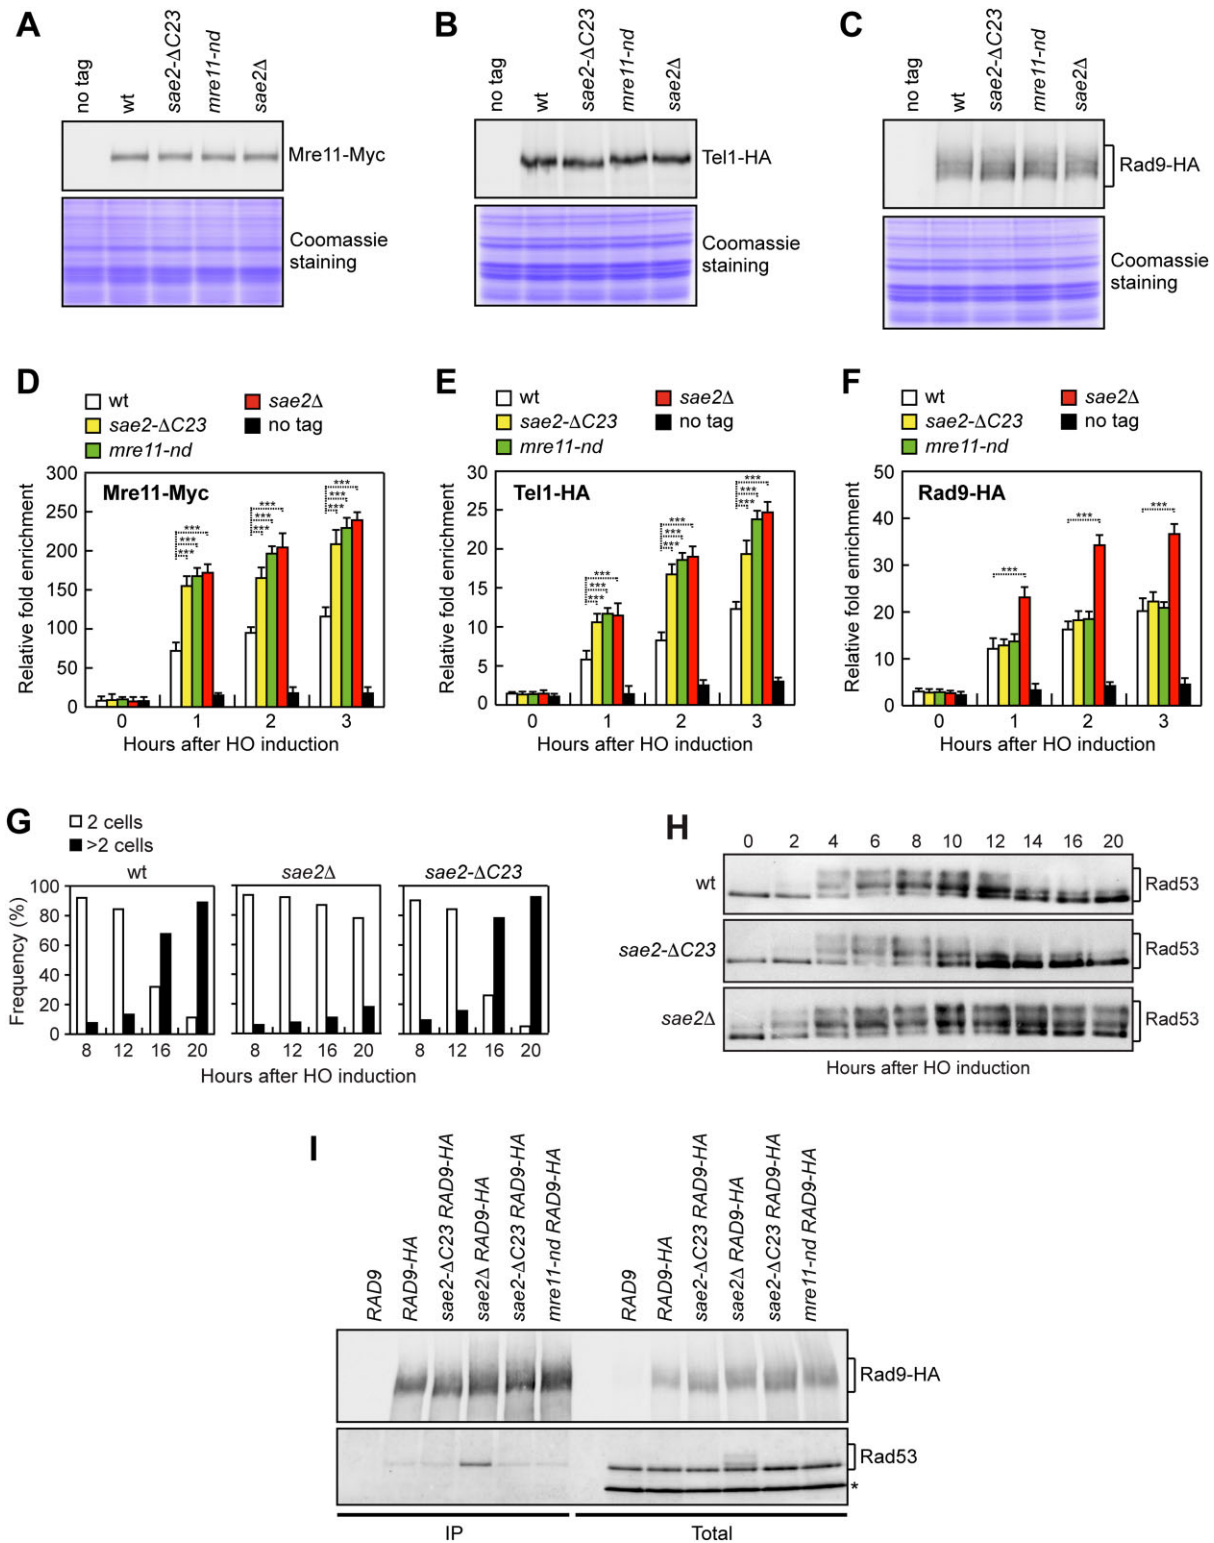 A
no tag
wt
sae2-ΔC23
mre11-nd
sae2Δ
Mre11-Myc
Coomassie
staining
B
no tag
wt
sae2-ΔC23
mre11-nd
sae2Δ
Tel1-HA
Coomassie
staining
C
no tag
wt
sae2-ΔC23
mre11-nd
sae2Δ
Rad9-HA
Coomassie
staining
D
wt
sae2Δ
sae2-ΔC23
no tag
mre11-nd
Relative fold enrichment
300
250
200
150
100
50
0
Mre11-Myc
***
***
***
***
***
***
***
***
***
0 1 2 3
Hours after HO induction
E
wt
sae2Δ
sae2-ΔC23
no tag
mre11-nd
Relative fold enrichment
30
25
20
15
10
5
0
Tel1-HA
***
***
***
***
***
***
***
***
***
0 1 2 3
Hours after HO induction
F
wt
sae2Δ
sae2-ΔC23
no tag
mre11-nd
Relative fold enrichment
50
40
30
20
10
0
Rad9-HA
***
***
***
0 1 2 3
Hours after HO induction
G
2 cells
>2 cells
wt sae2Δ sae2-ΔC23
Frequency (%)
100
80
60
40
20
0
8 12 16 20 8 12 16 20 8 12 16 20
Hours after HO induction
H
0 2 4 6 8 10 12 14 16 20
wt Rad53
sae2-ΔC23 Rad53
sae2Δ Rad53
Hours after HO induction
I
RAD9
RAD9-HA
sae2-ΔC23 RAD9-HA
sae2Δ RAD9-HA
sae2-ΔC23 RAD9-HA
mre11-nd RAD9-HA
RAD9
RAD9-HA
sae2-ΔC23 RAD9-HA
sae2Δ RAD9-HA
sae2-ΔC23 RAD9-HA
mre11-nd RAD9-HA
Rad9-HA
Rad53
*
IP Total